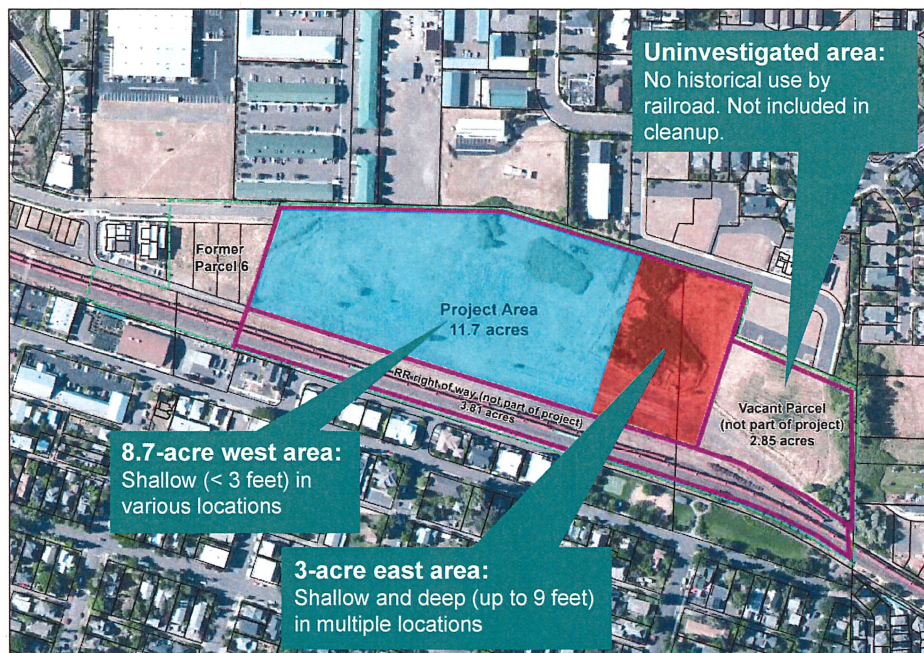 Uninvestigated area:
No historical use by
railroad. Not included in
cleanup.
Former
Parcel 6
Project Area
11.7 acres
RR right of way (not part of project)
3.81 acres
Vacant Parcel
(not part of project)
2.85 acres
8.7-acre west area:
Shallow (< 3 feet) in
various locations
3-acre east area:
Shallow and deep (up to 9 feet)
in multiple locations